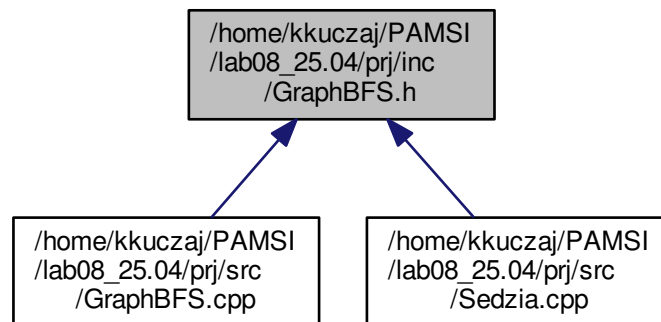 /home/kkuczaj/PAMSI
/lab08_25.04/prj/inc
/GraphBFS.h
/home/kkuczaj/PAMSI
/lab08_25.04/prj/src
/GraphBFS.cpp
/home/kkuczaj/PAMSI
/lab08_25.04/prj/src
/Sedzia.cpp